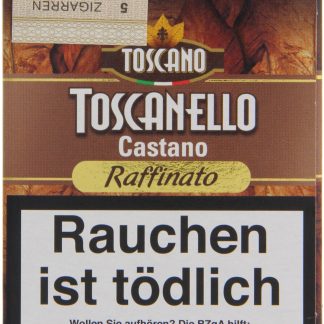 5 ZIGARREN
TOSCANO
TOSCANELLO
Castano
Raffinato
Rauchen
ist tödlich
Wollen Sie aufhören? Die BZgA hilft: